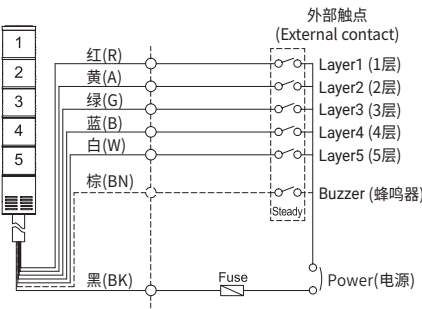 外部触点
(External contact)
1
2
3
4
5
红(R)
Layer1 (1层)
黄(A)
Layer2 (2层)
绿(G)
Layer3 (3层)
蓝(B)
Layer4 (4层)
白(W)
Layer5 (5层)
棕(BN)
Buzzer (蜂鸣器)
Steady
黑(BK)
Fuse
Power(电源)